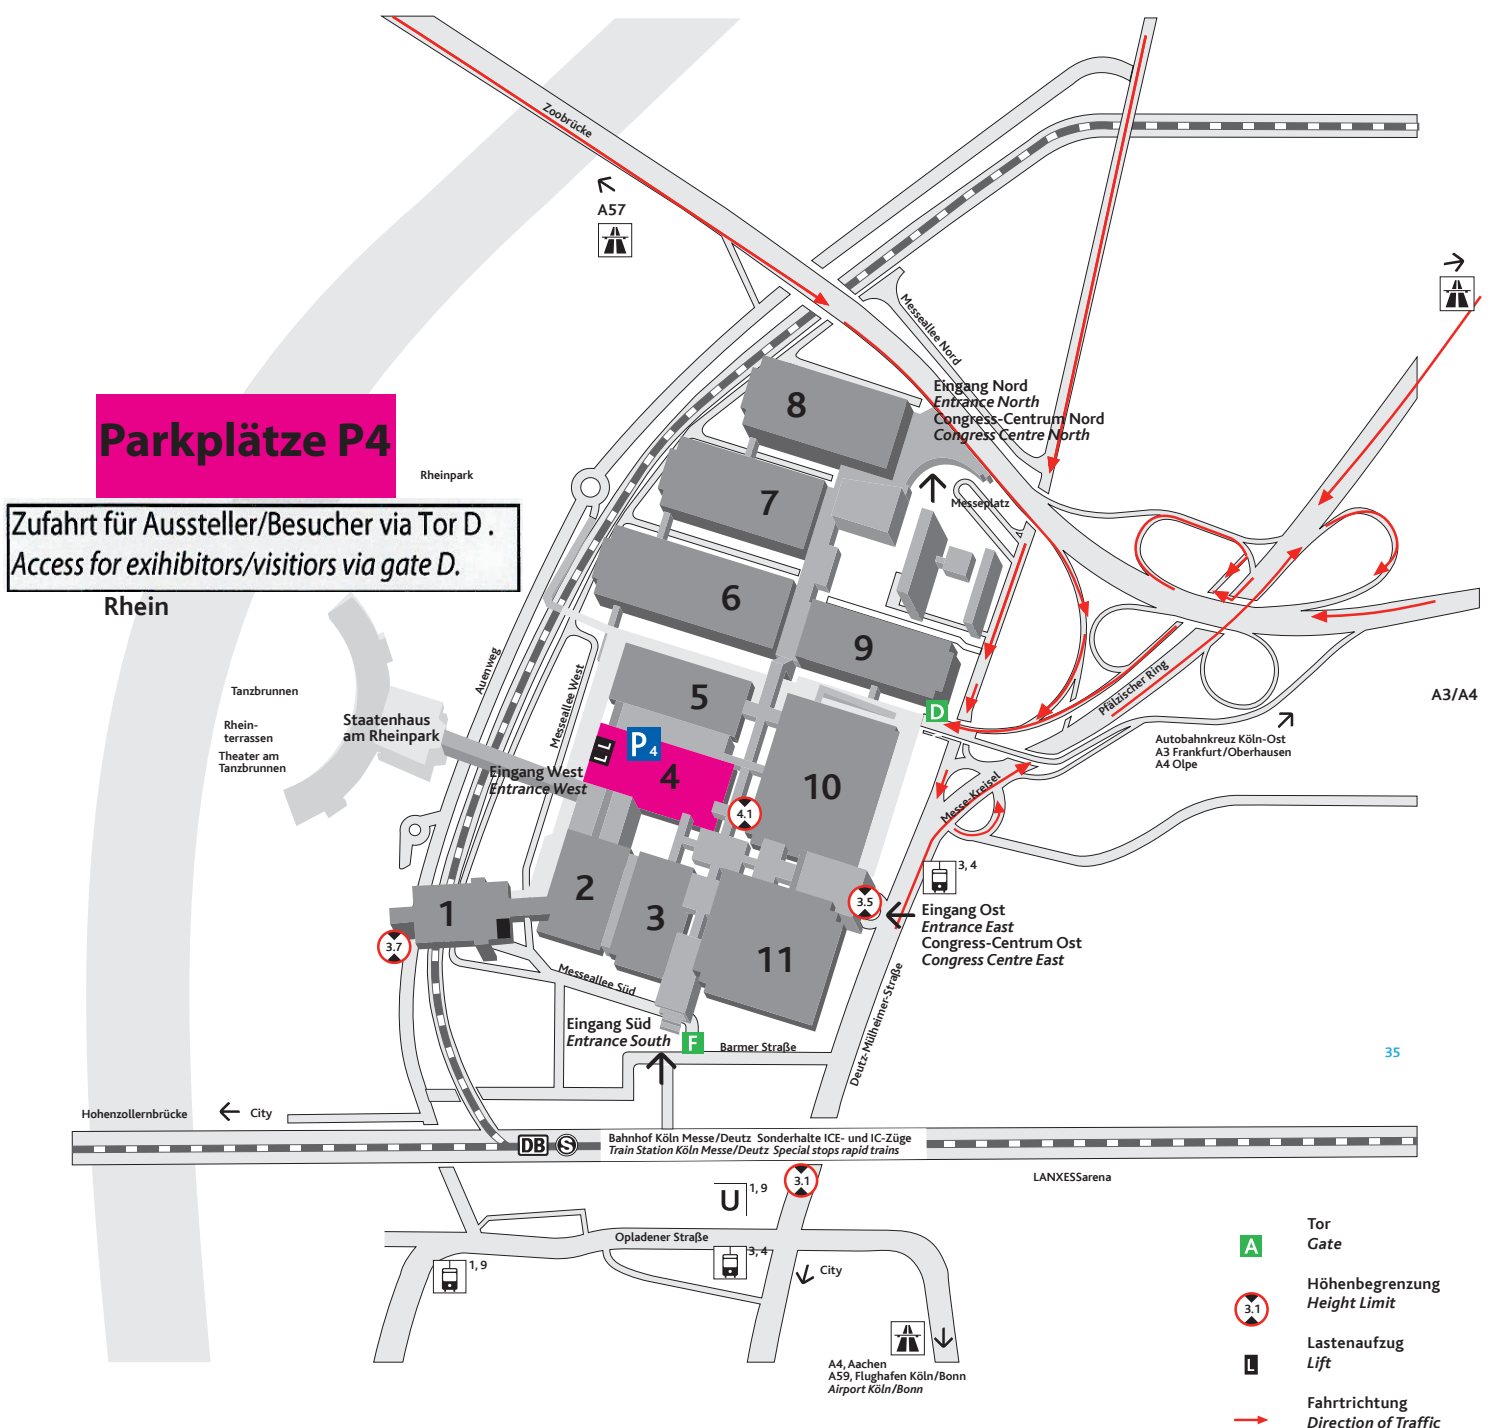 Zoobrücke
A57
Messeallee Nord
Eingang Nord
Entrance North
Congress-Centrum Nord
Congress Centre North
8
Parkplätze P4
Rheinpark
7
Messeplatz
Zufahrt für Aussteller/Besucher via Tor D .
Access for exihibitors/visitiors via gate D.
Rhein
6
9
Auenweg
Messeallee West
5
Pfälzischer Ring
A3/A4
Tanzbrunnen
Staatenhaus
am Rheinpark
Rhein-
terrassen
Theater am
Tanzbrunnen
D
P4
L L
4
Autobahnkreuz Köln-Ost
A3 Frankfurt/Oberhausen
A4 Olpe
Eingang West
Entrance West
10
4.1
Messe-Kreisel
3, 4
2
1
3
3.5
Eingang Ost
Entrance East
Congress-Centrum Ost
Congress Centre East
3.7
11
Messeallee Süd
Deutz-Mülheimer-Straße
Eingang Süd
Entrance South
F
Barmer Straße
35
Hohenzollernbrücke
City
DB
S
Bahnhof Köln Messe/Deutz Sonderhalte ICE- und IC-Züge
Train Station Köln Messe/Deutz Special stops rapid trains
LANXESSarena
3.1
U
1, 9
Opladener Straße
3, 4
1, 9
City
A4, Aachen
A59, Flughafen Köln/Bonn
Airport Köln/Bonn
A
Tor
Gate
3.1
Höhenbegrenzung
Height Limit
L
Lastenaufzug
Lift
Fahrtrichtung
Direction of Traffic